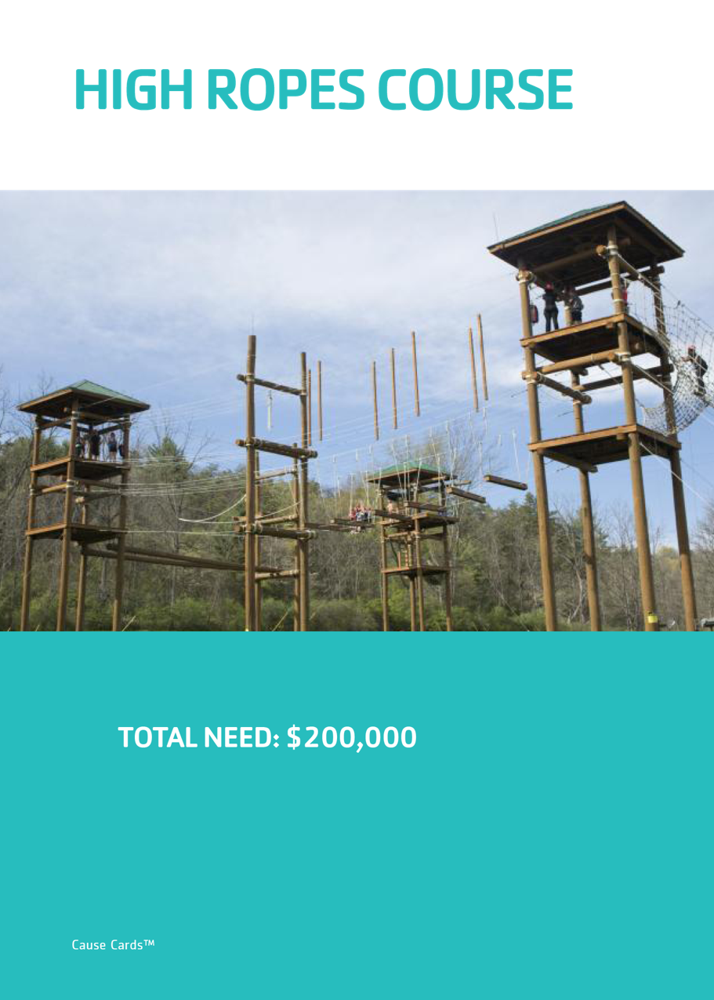 HIGH ROPES COURSE
TOTAL NEED: $200,000
Cause Cards™